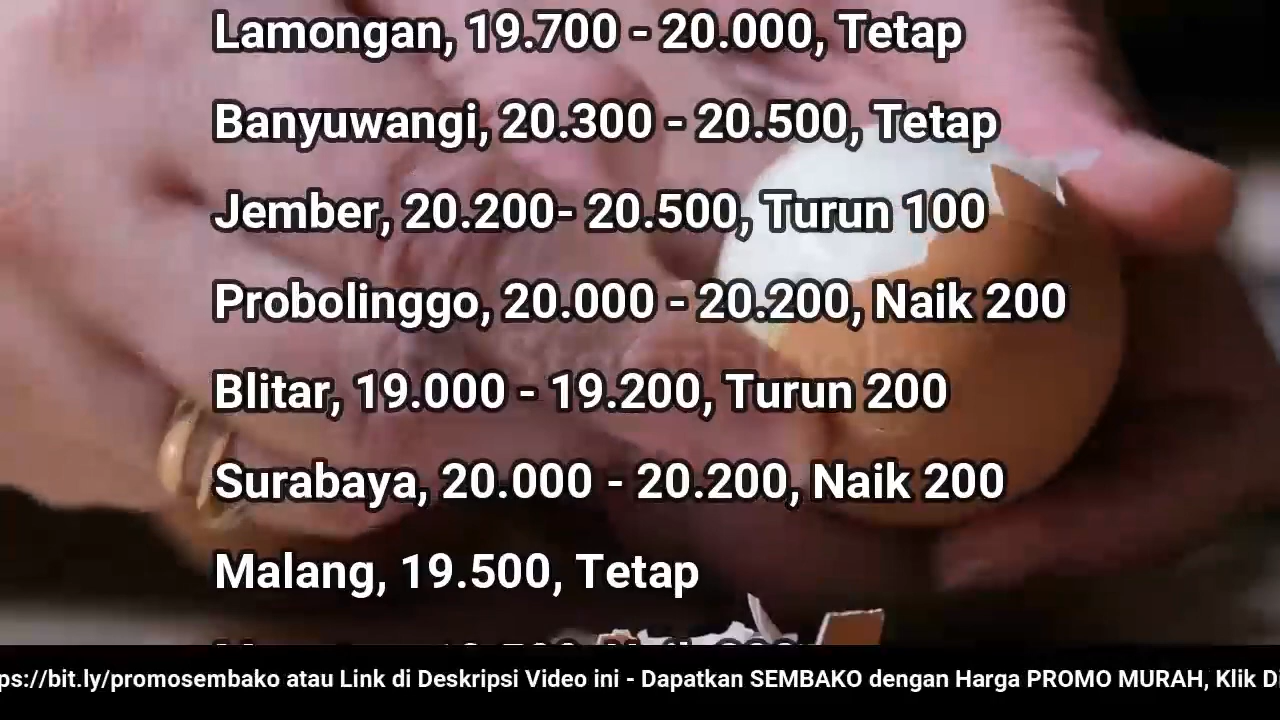 Lamongan, 19.700 - 20.000, Tetap
Banyuwangi, 20.300 - 20.500, Tetap
Jember, 20.200- 20.500, Turun 100
Probolinggo, 20.000 - 20.200, Naik 200
Blitar, 19.000 - 19.200, Turun 200
Surabaya, 20.000 - 20.200, Naik 200
Malang, 19.500, Tetap
ps://bit.ly/promosembako atau Link di Deskripsi Video ini - Dapatkan SEMBAKO dengan Harga PROMO MURAH, Klik Di